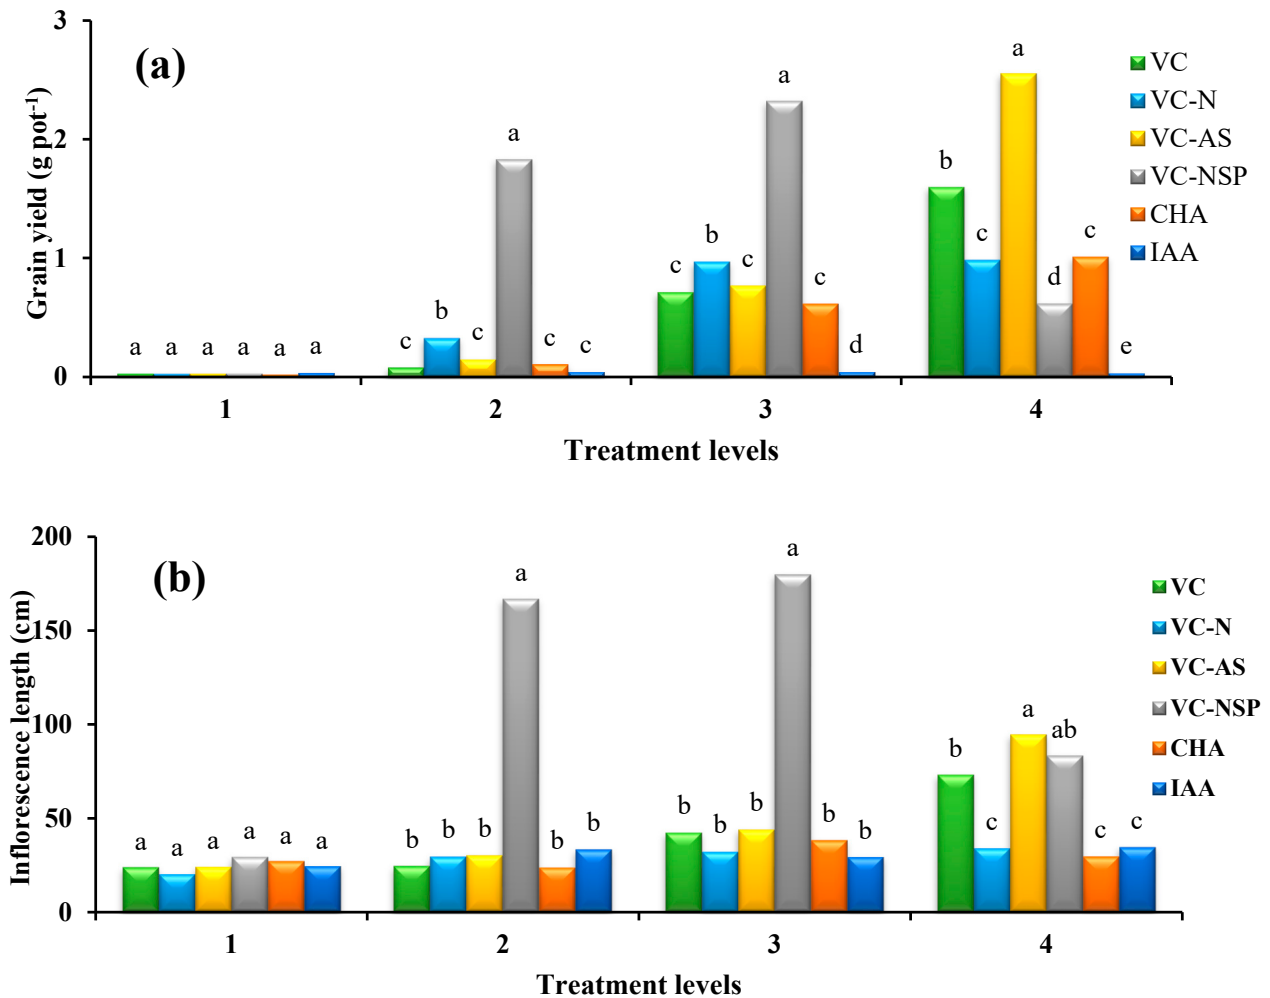 (a)
Grain yield (g pot-1)
3
2
1
0
a a a a a a
c b c a c c
c b c a c d
b c a d c e
1 2 3 4
Treatment levels
VC
VC-N
VC-AS
VC-NSP
CHA
IAA
(b)
Inflorescence length (cm)
200
150
100
50
0
a a a a a a
b b b a b b
b b b a b b
b c a ab c c
1 2 3 4
Treatment levels
VC
VC-N
VC-AS
VC-NSP
CHA
IAA